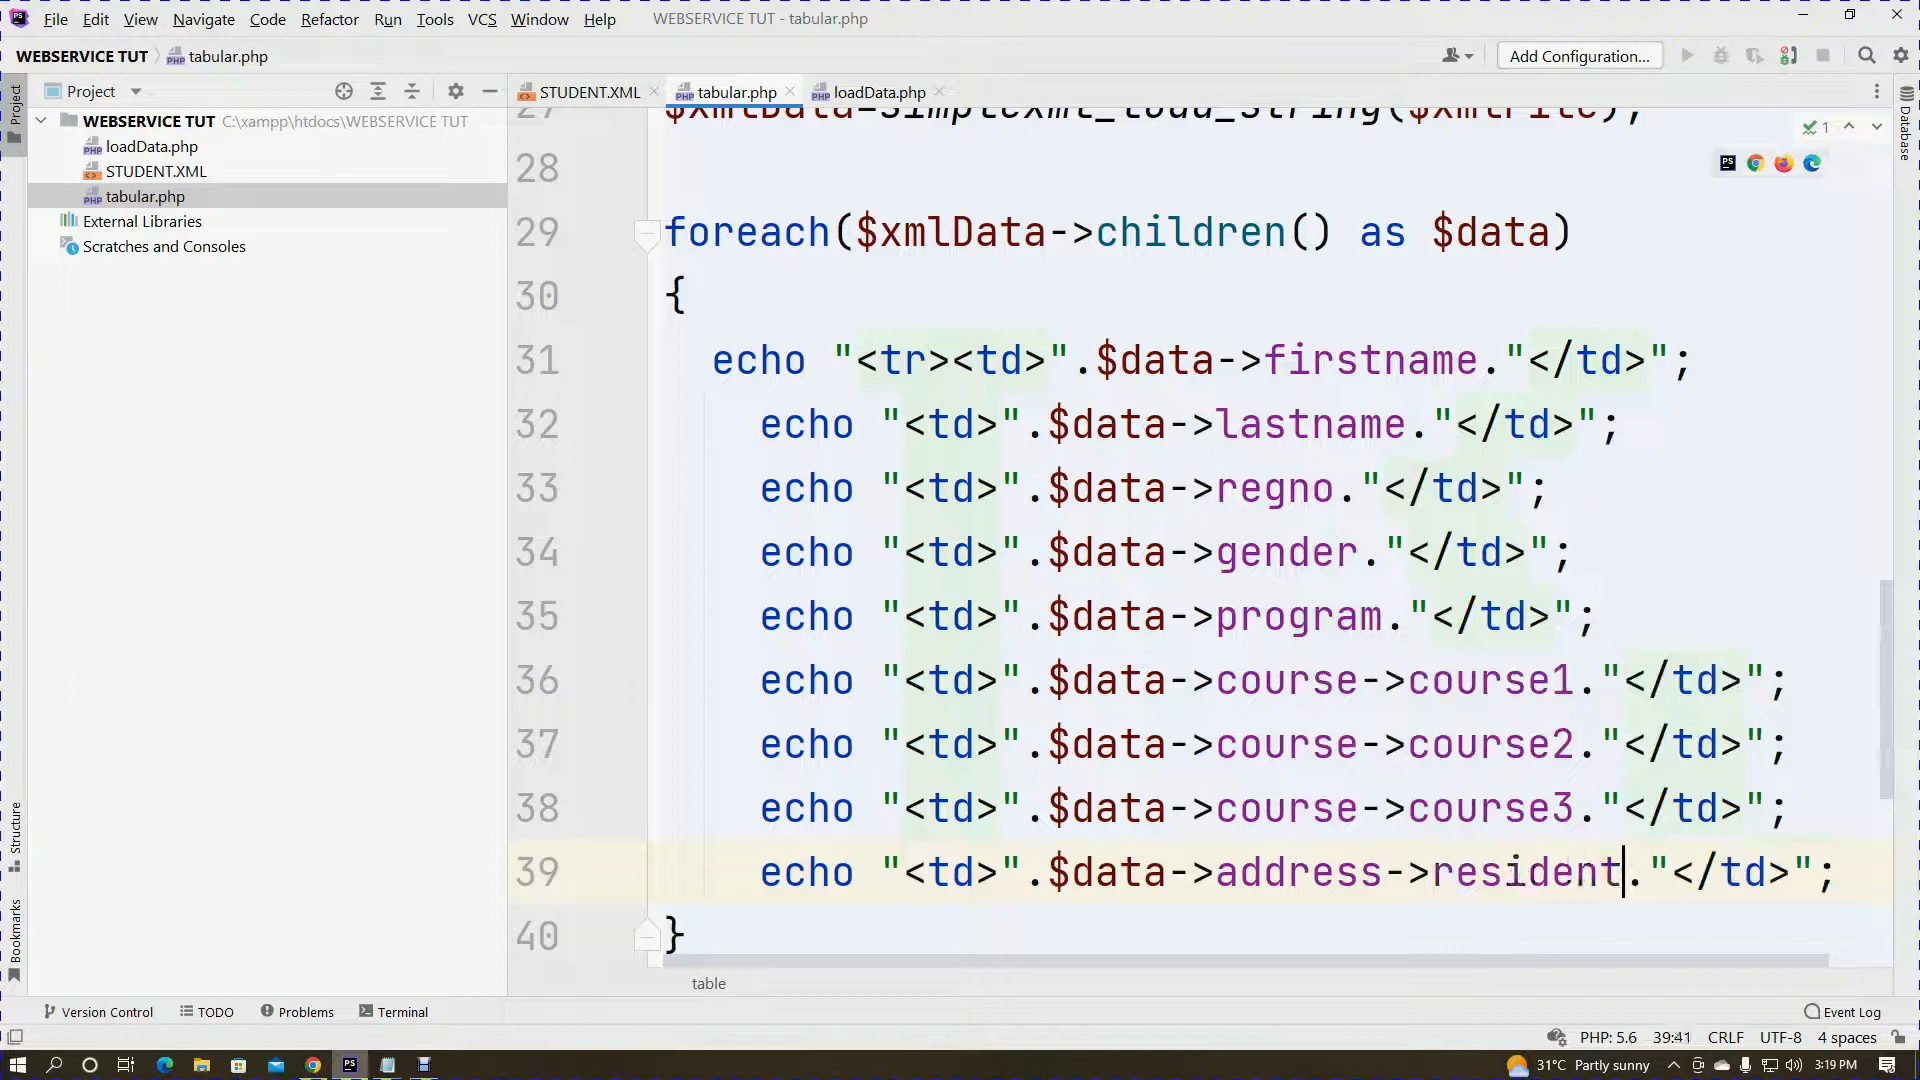 File Edit View Navigate Code Refactor Run Tools VCS Window Help WEBSERVICE TUT - tabular.php
WEBSERVICE TUT tabular.php Add Configuration...
Project
Project
STUDENT.XML tabular.php loadData.php
WEBSERVICE TUT C:\xampp\htdocs\WEBSERVICE TUT
loadData.php
STUDENT.XML
tabular.php
External Libraries
Scratches and Consoles
Structure
Bookmarks
27 $xmlData=simplexml_load_string($xmlFile);
28
29 foreach($xmlData->children() as $data)
30 {
31 echo "<tr><td>".$data->firstname."</td>";
32 echo "<td>".$data->lastname."</td>";
33 echo "<td>".$data->regno."</td>";
34 echo "<td>".$data->gender."</td>";
35 echo "<td>".$data->program."</td>";
36 echo "<td>".$data->course->course1."</td>";
37 echo "<td>".$data->course->course2."</td>";
38 echo "<td>".$data->course->course3."</td>";
39 echo "<td>".$data->address->resident."</td>";
40 }
1
Database
table
Version Control TODO Problems Terminal Event Log
PHP: 5.6 39:41 CRLF UTF-8 4 spaces
31°C Partly sunny 3:19 PM